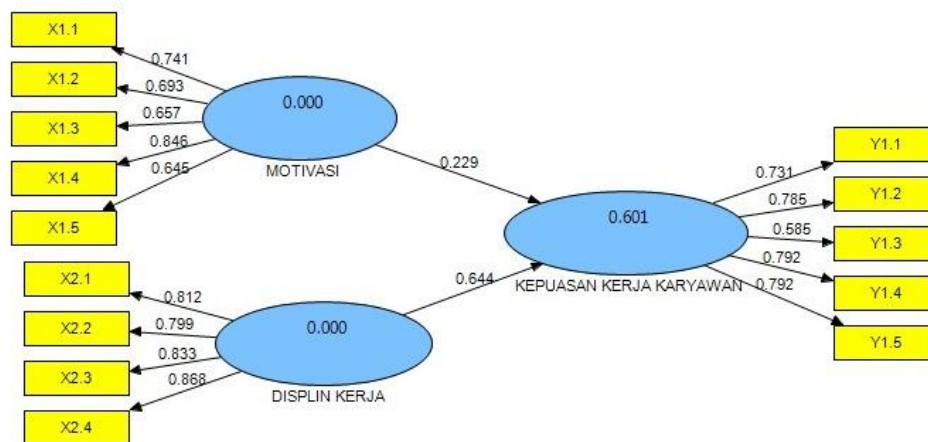 X1.1
0.741
X1.2
0.693
X1.3
0.657
X1.4
0.846
X1.5
0.645
0.000
MOTIVASI
0.229
X2.1
0.812
X2.2
0.799
X2.3
0.833
X2.4
0.868
0.000
DISPLIN KERJA
0.644
0.601
KEPUASAN KERJA KARYAWAN
Y1.1
0.731
Y1.2
0.785
Y1.3
0.585
Y1.4
0.792
Y1.5
0.792